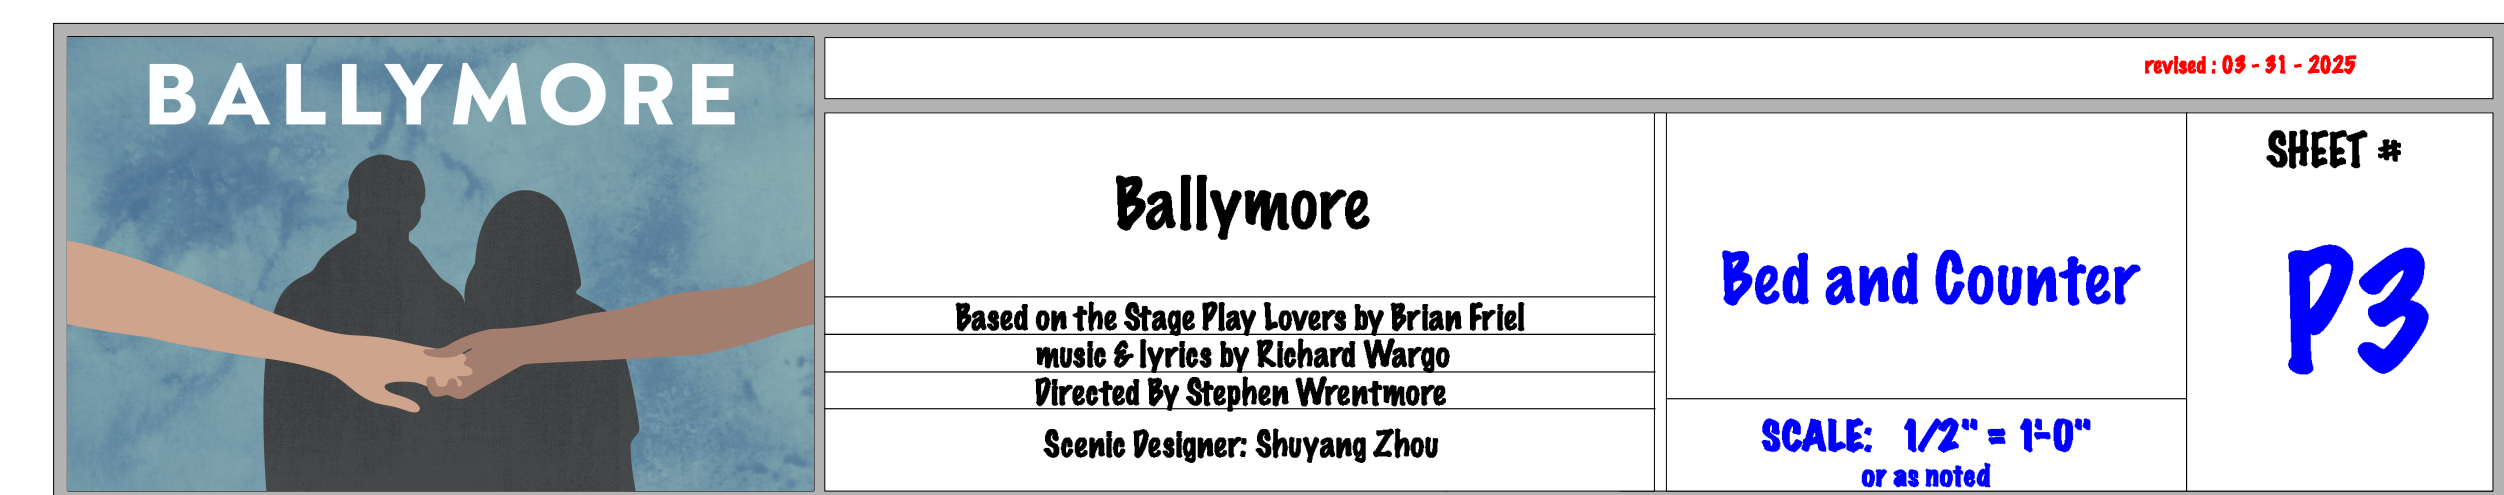 BALLYMORE
revised : 03 - 31 - 2025
Ballymore
Based on the Stage Play Lovers by Brian Friel
music & lyrics by Richard Wargo
Directed By Stephen Wrentmore
Scenic Designer: Shuyang Zhou
Bed and Counter
SCALE: 1/2" = 1'-0"
or as noted
SHEET #
P3